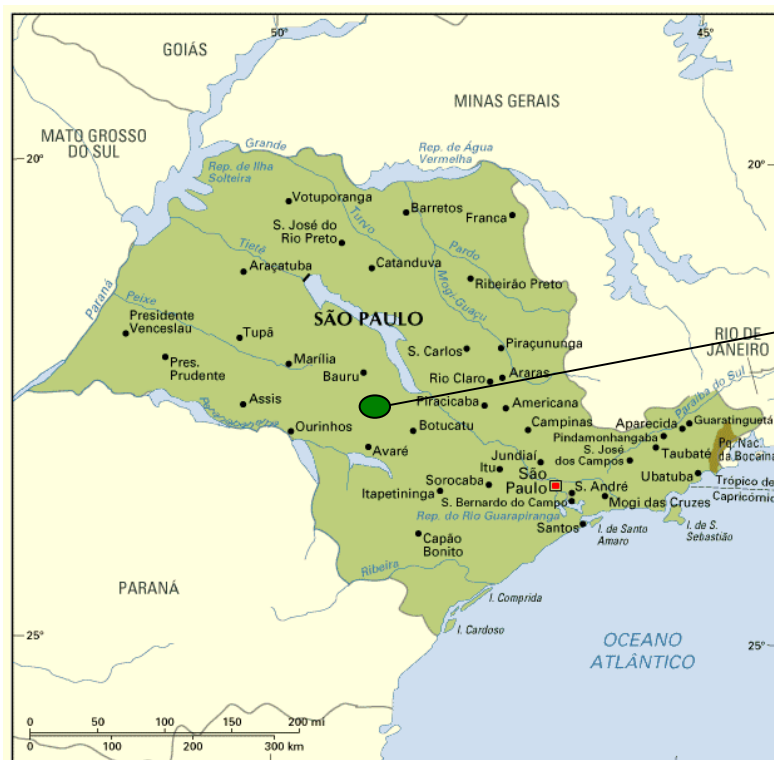 50°
45°
GOIÁS
MINAS GERAIS
MATO GROSSO
DO SUL
20°
20°
Grande
Rep. de Água
Vermelha
Rep. de Ilha
Solteira
Votuporanga
Turvo
Barretos
Franca
S. José do
Rio Preto
Tietê
Pardo
Araçatuba
Catanduva
Ribeirão Preto
Mogi-Guaçu
Paraná
Peixe
Presidente
Venceslau
SÃO PAULO
Tupã
RIO DE
JANEIRO
Piraçununga
S. Carlos
Pres.
Prudente
Marília
Bauru
Rio Claro
Araras
Paraíba do Sul
Assis
Piracicaba
Americana
Paranapanema
Ourinhos
Botucatu
Campinas
Aparecida
Guaratinguetá
Pindamonhangaba
Avaré
S. José
dos Campos
Taubaté
Pq. Nac.
da Bocaina
Jundiaí
Itu
São
Paulo
Ubatuba
Trópico de
Capricórnio
Sorocaba
S. André
Itapetininga
S. Bernardo do Campo
Mogi das Cruzes
Rep. do Rio Guarapiranga
Santos
I. de Santo
Amaro
I. de S.
Sebastião
Capão
Bonito
Ribeira
PARANÁ
I. Comprida
I. Cardoso
25°
25°
OCEANO
ATLÂNTICO
0 50 100 150 200 mi
0 100 200 300 km